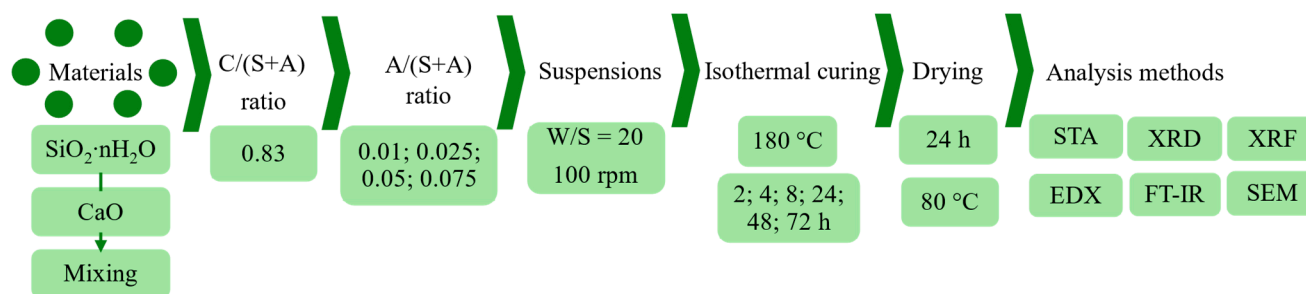 Materials
SiO₂·nH₂O
CaO
Mixing
C/(S+A)
ratio
0.83
A/(S+A)
ratio
0.01; 0.025;
0.05; 0.075
Suspensions
W/S = 20
100 rpm
Isothermal curing
180 °C
2; 4; 8; 24;
48; 72 h
Drying
24 h
80 °C
Analysis methods
STA
XRD
XRF
EDX
FT-IR
SEM